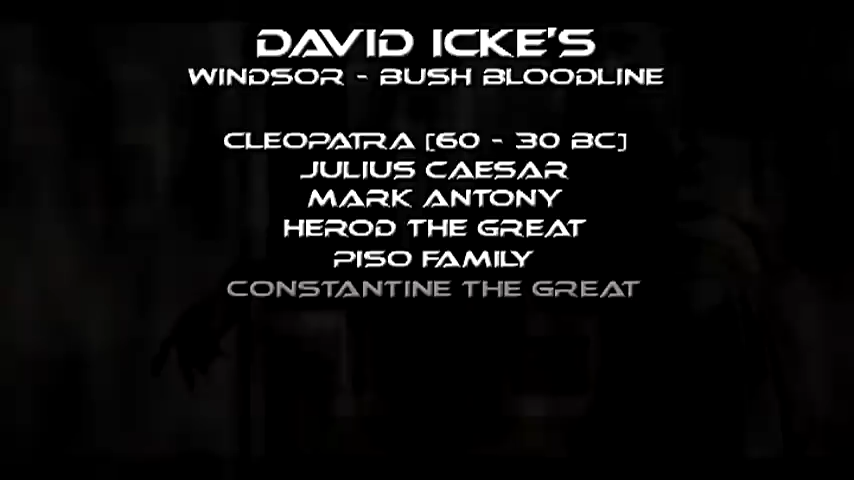 DAVID ICKE'S
WINDSOR - BUSH BLOODLINE
CLEOPATRA [60 - 30 BC]
JULIUS CAESAR
MARK ANTONY
HEROD THE GREAT
PISO FAMILY
CONSTANTINE THE GREAT